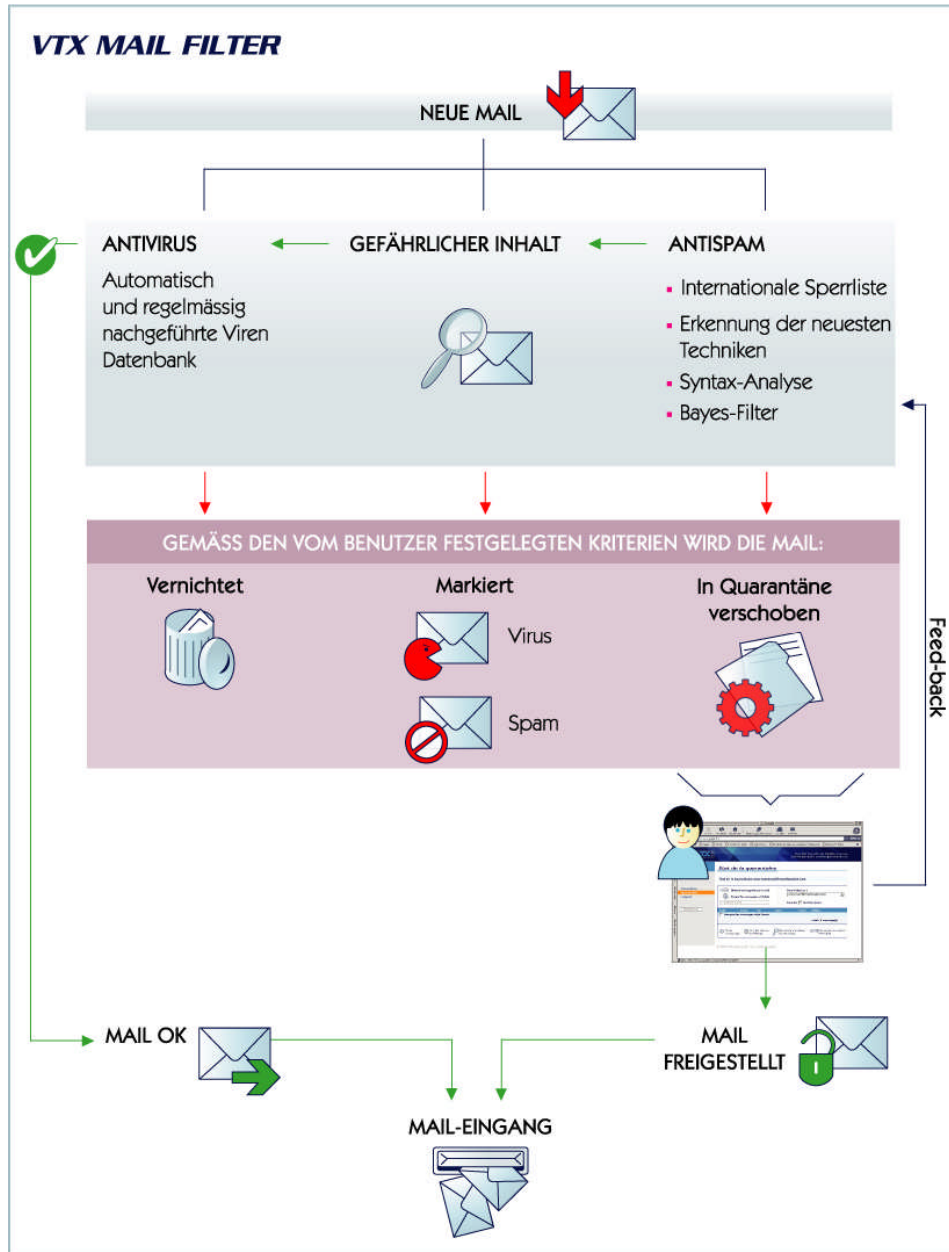 VTX MAIL FILTER
NEUE MAIL
ANTIVIRUS
Automatisch
und regelmässig
nachgeführte Viren
Datenbank
GEFÄHRLICHER INHALT
ANTISPAM
Internationale Sperrliste
Erkennung der neuesten
Techniken
Syntax-Analyse
Bayes-Filter
GEMÄSS DEN VOM BENUTZER FESTGELEGTEN KRITERIEN WIRD DIE MAIL:
Vernichtet
Markiert
Virus
Spam
In Quarantäne
verschoben
Feed-back
MAIL OK
MAIL
FREIGESTELLT
MAIL-EINGANG